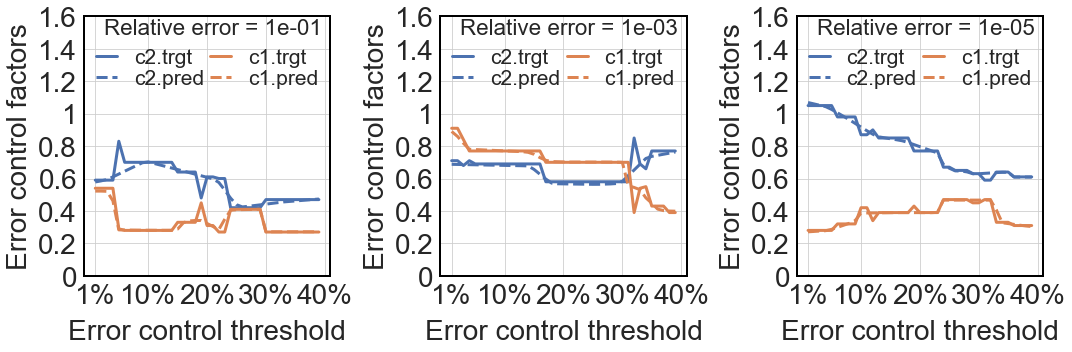 Error control factors
1.6
1.4
1.2
1
0.8
0.6
0.4
0.2
0
Relative error = 1e-01
c2.trgt c1.trgt
c2.pred c1.pred
1% 10% 20% 30% 40%
Error control threshold
Error control factors
1.6
1.4
1.2
1
0.8
0.6
0.4
0.2
0
Relative error = 1e-03
c2.trgt c1.trgt
c2.pred c1.pred
1% 10% 20% 30% 40%
Error control threshold
Error control factors
1.6
1.4
1.2
1
0.8
0.6
0.4
0.2
0
Relative error = 1e-05
c2.trgt c1.trgt
c2.pred c1.pred
1% 10% 20% 30% 40%
Error control threshold